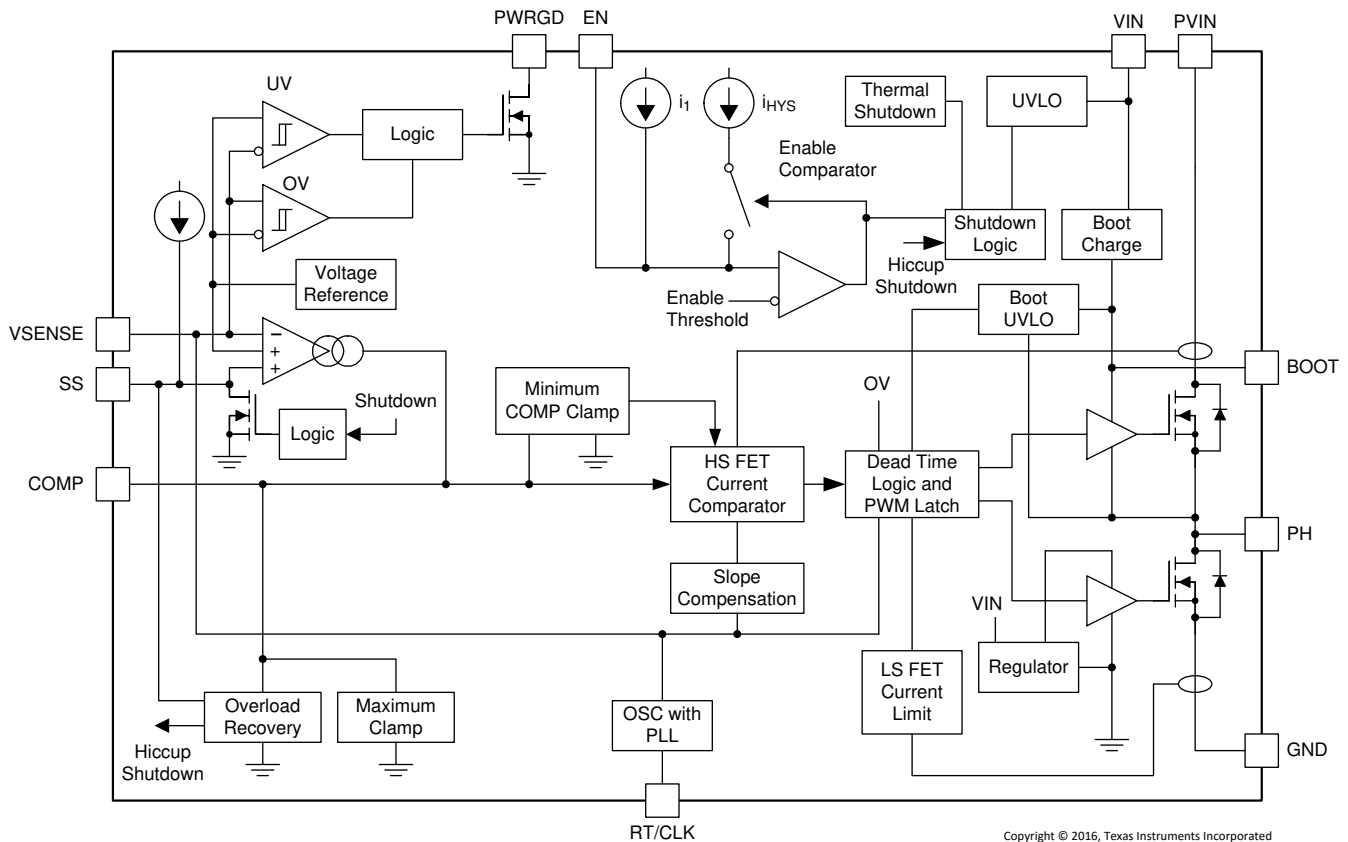 PWRGD
EN
VIN
PVIN
UV
i1
iHYS
Thermal
Shutdown
UVLO
Logic
Enable
Comparator
OV
Shutdown
Logic
Boot
Charge
Hiccup
Shutdown
Voltage
Reference
Enable
Threshold
Boot
UVLO
VSENSE
−
+
+
SS
BOOT
Shutdown
Logic
Minimum
COMP Clamp
OV
COMP
HS FET
Current
Comparator
Dead Time
Logic and
PWM Latch
PH
Slope
Compensation
VIN
Regulator
LS FET
Current
Limit
Overload
Recovery
Maximum
Clamp
OSC with
PLL
Hiccup
Shutdown
GND
RT/CLK
Copyright © 2016, Texas Instruments Incorporated